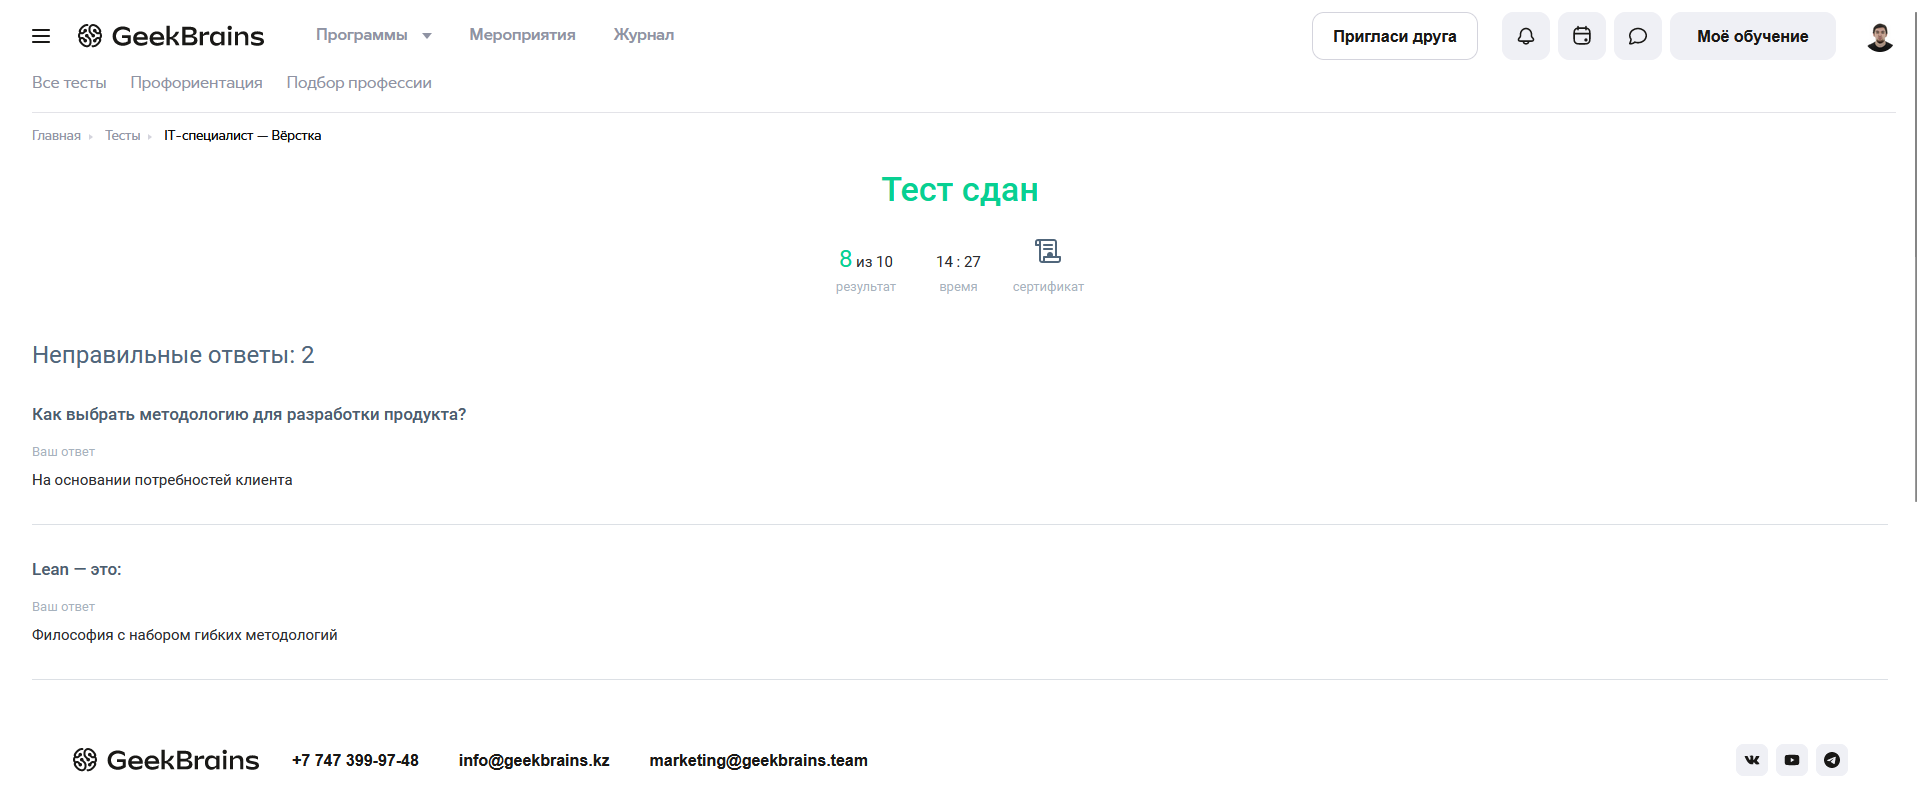 GeekBrains Программы Мероприятия Журнал Пригласи друга Моё обучение
Все тесты Профориентация Подбор профессии
Главная Тесты IT-специалист — Вёрстка
Тест сдан
8 из 10 14 : 27
результат время сертификат
Неправильные ответы: 2
Как выбрать методологию для разработки продукта?
Ваш ответ
На основании потребностей клиента
Lean — это:
Ваш ответ
Философия с набором гибких методологий
GeekBrains +7 747 399-97-48 info@geekbrains.kz marketing@geekbrains.team